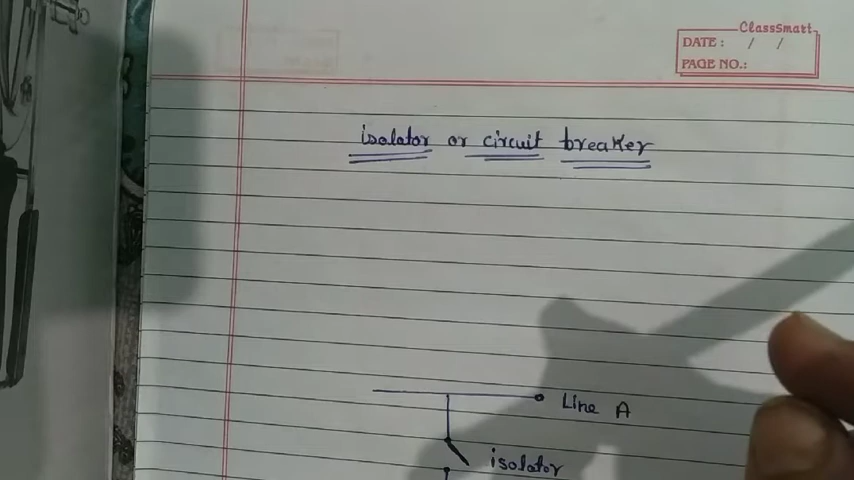 ClassSmart
DATE : / /
PAGE NO.:
isolator or circuit breaker
Line A
isolator